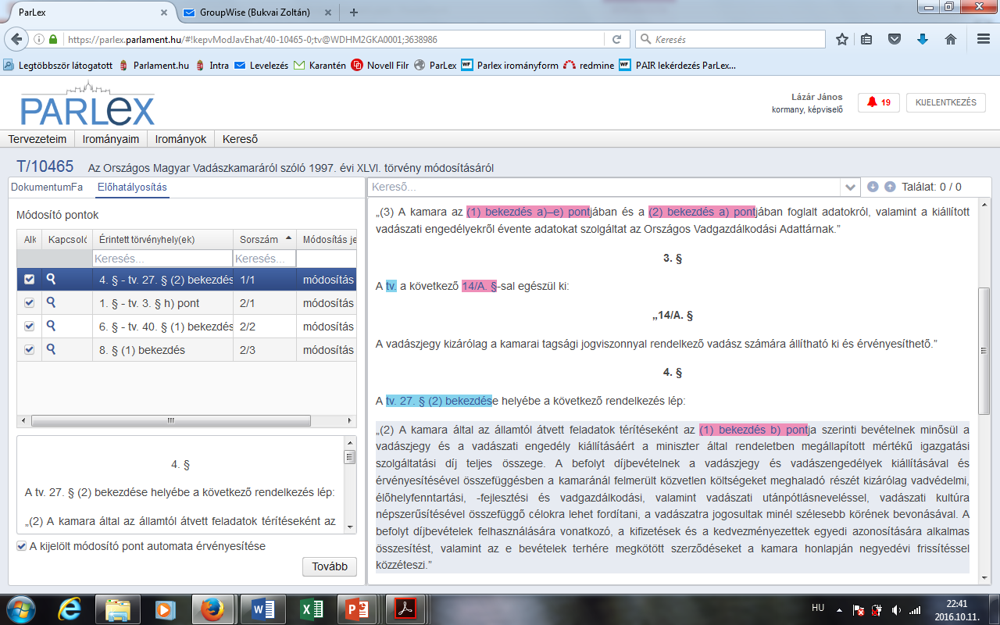 ParLex
GroupWise (Bukvai Zoltán)
https://parlex.parlament.hu/#!kepvModJavEhat/40-10465-0;tv@WDHM2GKA0001;3638986
Keresés
Legtöbbször látogatott Parlament.hu Intra Levelezés Karantén Novell Filr ParLex Parlex irományform redmine PAIR lekérdezés ParLex...
PARLEX
Lázár János
kormany, képviselő
19
KIJELENTKEZÉS
Tervezeteim Irományaim Irományok Kereső
T/10465 Az Országos Magyar Vadászkamaráról szóló 1997. évi XLVI. törvény módosításáról
DokumentumFa Előhatályosítás
Módosító pontok
Alk Kapcsoló Érintett törvényhely(ek) Sorszám Módosítás je
Keresés... Keresés...
4. § - tv. 27. § (2) bekezdés 1/1 módosítás
1. § - tv. 3. § h) pont 2/1 módosítás
6. § - tv. 40. § (1) bekezdés 2/2 módosítás
8. § (1) bekezdés 2/3 módosítás
4. §
A tv. 27. § (2) bekezdése helyébe a következő rendelkezés lép:
„(2) A kamara által az államtól átvett feladatok térítéseként az
A kijelölt módosító pont automata érvényesítése
Tovább
Kereső...
Találat: 0 / 0
„(3) A kamara az (1) bekezdés a)–e) pontjában és a (2) bekezdés a) pontjában foglalt adatokról, valamint a kiállított
vadászati engedélyekről évente adatokat szolgáltat az Országos Vadgazdálkodási Adattárnak.”
3. §
A tv. a következő 14/A. §-sal egészül ki:
„14/A. §
A vadászjegy kizárólag a kamarai tagsági jogviszonnyal rendelkező vadász számára állítható ki és érvényesíthető.”
4. §
A tv. 27. § (2) bekezdése helyébe a következő rendelkezés lép:
„(2) A kamara által az államtól átvett feladatok térítéseként az (1) bekezdés b) pontja szerinti bevételnek minősül a
vadászjegy és a vadászati engedély kiállításáért a miniszter által rendeletben megállapított mértékű igazgatási
szolgáltatási díj teljes összege. A befolyt díjbevételnek a vadászjegy és vadászengedélyek kiállításával és
érvényesítésével összefüggésben a kamaránál felmerült közvetlen költségeket meghaladó részét kizárólag vadvédelmi,
élőhelyfenntartási, -fejlesztési és vadgazdálkodási, valamint vadászati utánpótlásneveléssel, vadászati kultúra
népszerűsítésével összefüggő célokra lehet fordítani, a vadászatra jogosultak minél szélesebb körének bevonásával. A
befolyt díjbevételek felhasználására vonatkozó, a kifizetések és a kedvezményezettek egyedi azonosítására alkalmas
összesítést, valamint az e bevételek terhére megkötött szerződéseket a kamara honlapján negyedévi frissítéssel
közzéteszi.”
HU
22:41
2016.10.11.